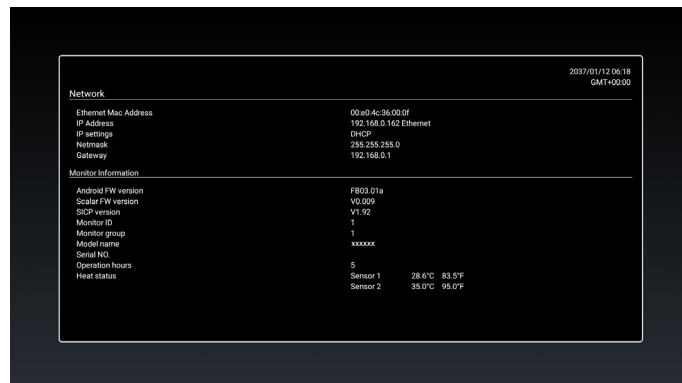 2037/01/12 06:18
GMT+00:00
Network
Ethernet Mac Address 00:e0:4c:36:00:0f
IP Address 192.168.0.162 Ethernet
IP settings DHCP
Netmask 255.255.255.0
Gateway 192.168.0.1
Monitor Information
Android FW version FB03.01a
Scalar FW version V0.009
SICP version V1.92
Monitor ID 1
Monitor group 1
Model name xxxxxx
Serial NO.
Operation hours 5
Heat status Sensor 1 28.6°C 83.5°F
Sensor 2 35.0°C 95.0°F